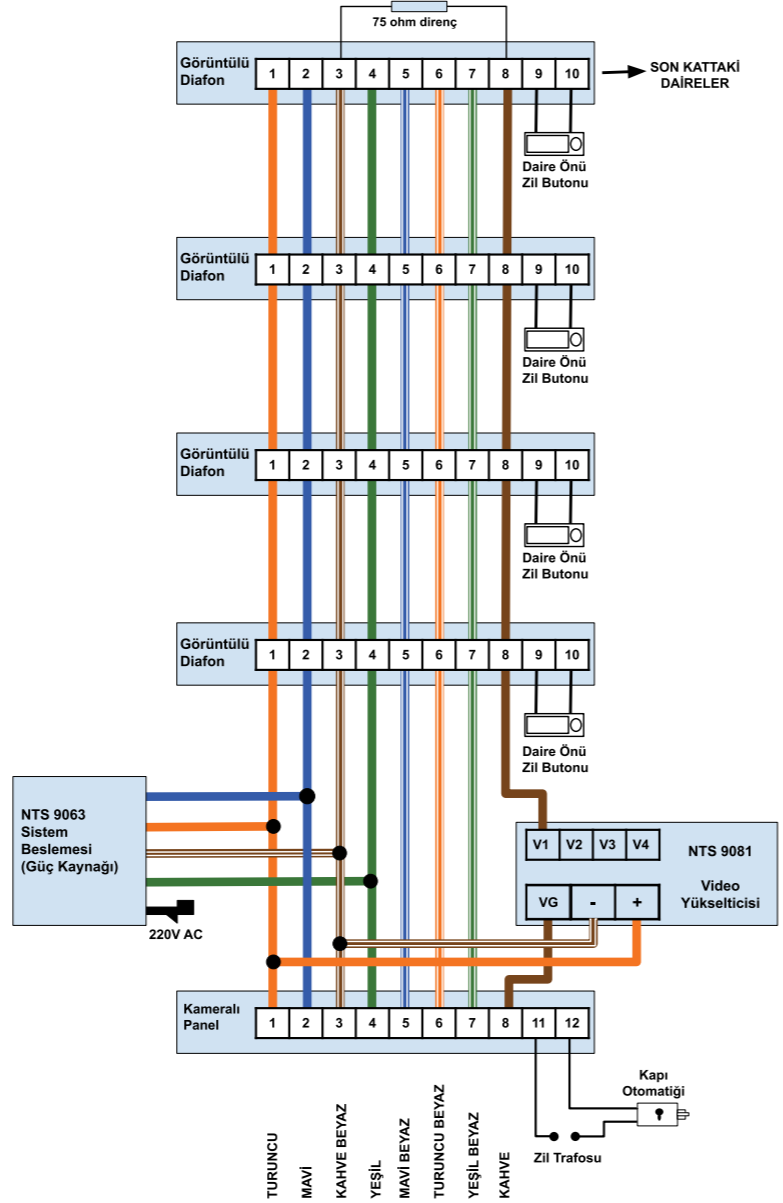 75 ohm direnç
Görüntülü
Diafon
1 2 3 4 5 6 7 8 9 10
SON KATTAKİ
DAİRELER
Daire Önü
Zil Butonu
Görüntülü
Diafon
1 2 3 4 5 6 7 8 9 10
Daire Önü
Zil Butonu
Görüntülü
Diafon
1 2 3 4 5 6 7 8 9 10
Daire Önü
Zil Butonu
Görüntülü
Diafon
1 2 3 4 5 6 7 8 9 10
Daire Önü
Zil Butonu
NTS 9063
Sistem
Beslemesi
(Güç Kaynağı)
220V AC
V1 V2 V3 V4
NTS 9081
VG - +
Video
Yükselticisi
Kameralı
Panel
1 2 3 4 5 6 7 8 11 12
Kapı
Otomatiği
Zil Trafosu
TURUNCU
MAVİ
KAHVE BEYAZ
YEŞİL
MAVİ BEYAZ
TURUNCU BEYAZ
YEŞİL BEYAZ
KAHVE